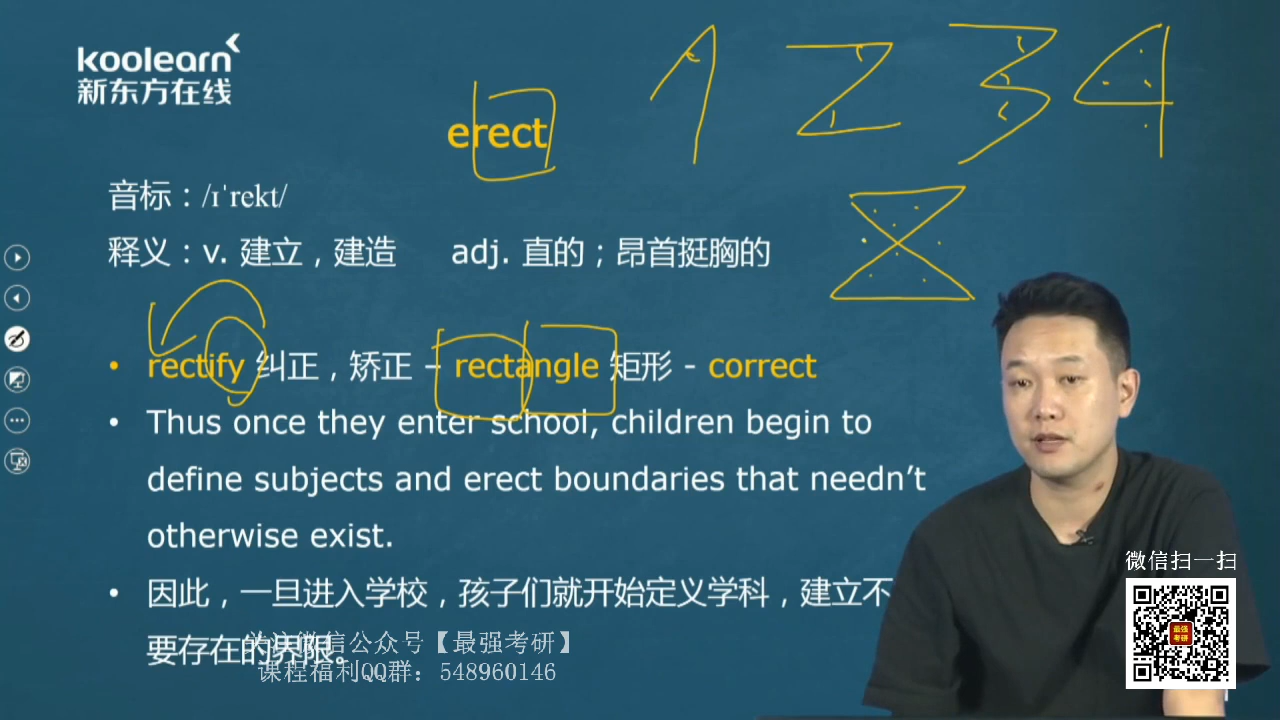 koolearn
新东方在线
1 2 3 4
erect
音标：/ɪˈrekt/
释义：v. 建立，建造 adj. 直的；昂首挺胸的
• rectify 纠正，矫正 – rectangle 矩形 - correct
• Thus once they enter school, children begin to
define subjects and erect boundaries that needn’t
otherwise exist.
• 因此，一旦进入学校，孩子们就开始定义学科，建立不
要存在的界限。
微信公众号【最强考研】
课程福利QQ群：548960146
微信扫一扫
最强
考研